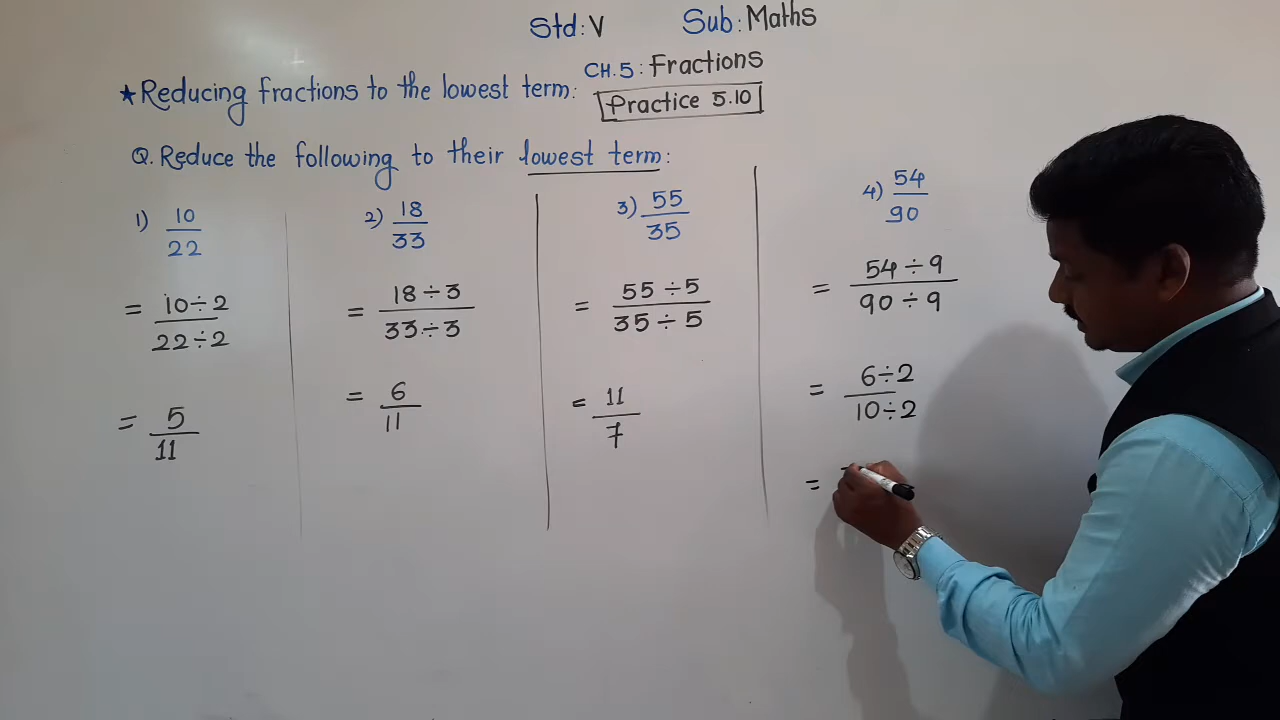 Std: V Sub: Maths
CH.5: Fractions
★ Reducing fractions to the lowest term:
Practice 5.10
Q. Reduce the following to their lowest term:
1) 10/22
= 10÷2 / 22÷2
= 5/11
2) 18/33
= 18÷3 / 33÷3
= 6/11
3) 55/35
= 55÷5 / 35÷5
= 11/7
4) 54/90
= 54÷9 / 90÷9
= 6÷2 / 10÷2
=